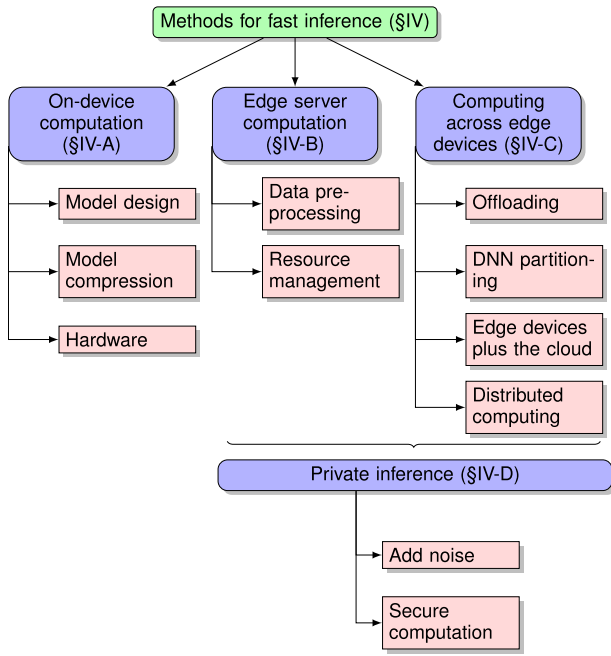 Methods for fast inference (§IV)
On-device
computation
(§IV-A)
Model design
Model
compression
Hardware
Edge server
computation
(§IV-B)
Data pre-
processing
Resource
management
Computing
across edge
devices (§IV-C)
Offloading
DNN partition-
ing
Edge devices
plus the cloud
Distributed
computing
Private inference (§IV-D)
Add noise
Secure
computation